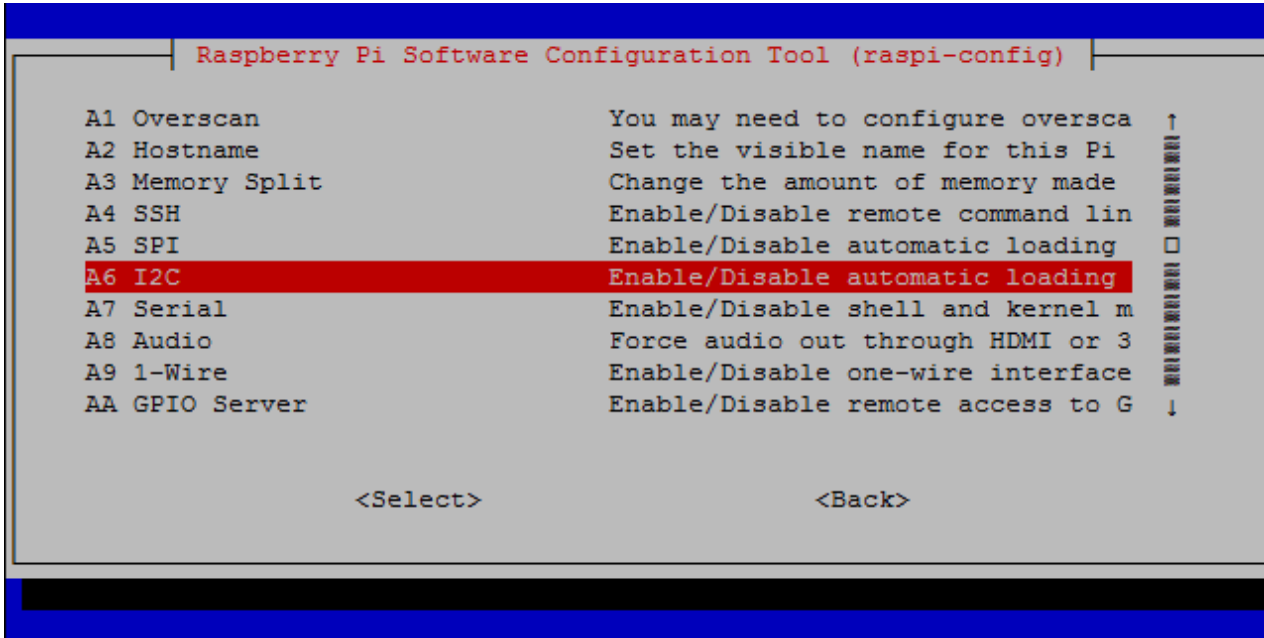 Raspberry Pi Software Configuration Tool (raspi-config)
A1 Overscan You may need to configure oversca
A2 Hostname Set the visible name for this Pi
A3 Memory Split Change the amount of memory made
A4 SSH Enable/Disable remote command lin
A5 SPI Enable/Disable automatic loading
A6 I2C Enable/Disable automatic loading
A7 Serial Enable/Disable shell and kernel m
A8 Audio Force audio out through HDMI or 3
A9 1-Wire Enable/Disable one-wire interface
AA GPIO Server Enable/Disable remote access to G
<Select> <Back>